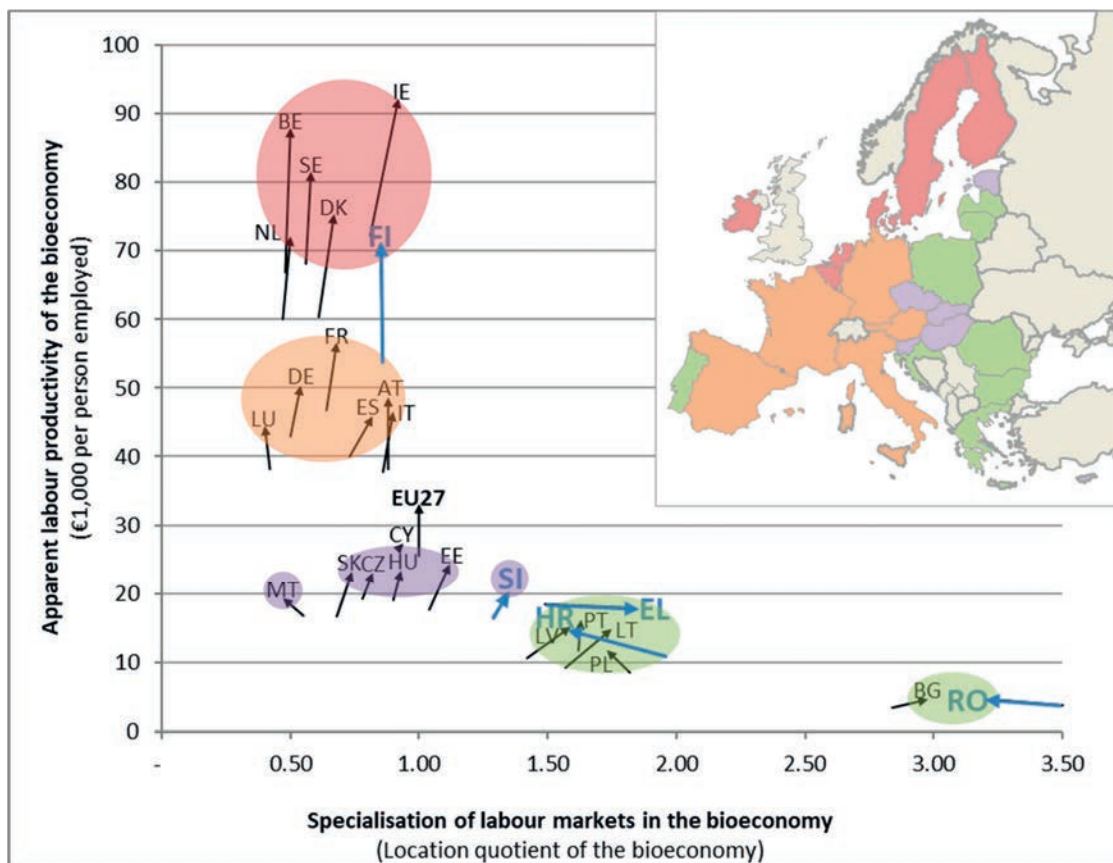 Apparent labour productivity of the bioeconomy
(€1,000 per person employed)
100
90
80
70
60
50
40
30
20
10
0
IE
BE
SE
DK
NL
FI
FR
DE
AT
ES
IT
LU
EU27
CY
SK
CZ
HU
EE
MT
SI
HR
EL
PT
LV
LT
PL
BG
RO
-
0.50
1.00
1.50
2.00
2.50
3.00
3.50
Specialisation of labour markets in the bioeconomy
(Location quotient of the bioeconomy)